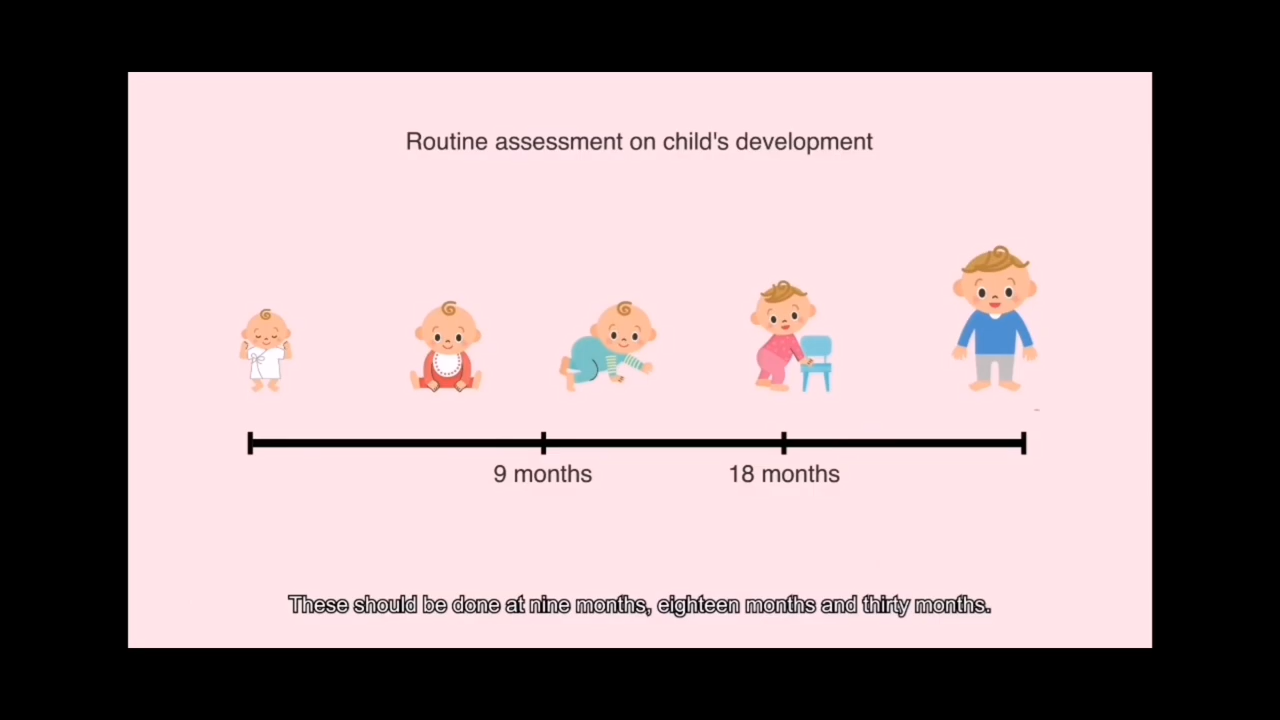 Routine assessment on child's development
9 months
18 months
These should be done at nine months, eighteen months and thirty months.